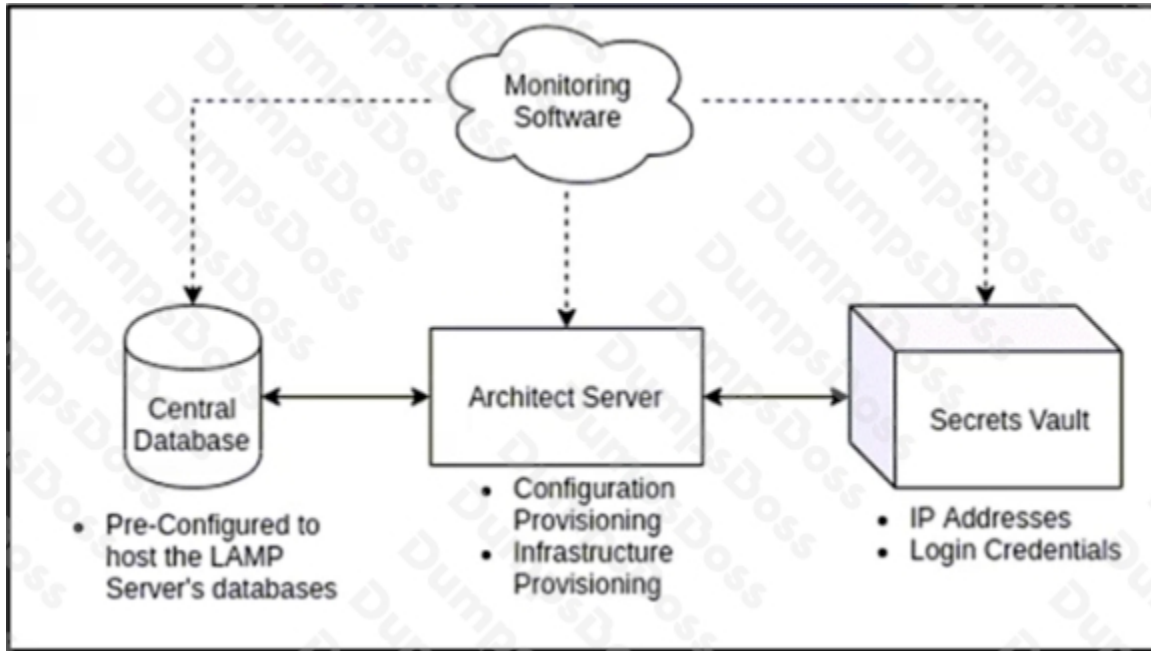 Monitoring
Software
Central
Database
Architect Server
Secrets Vault
• Pre-Configured to
host the LAMP
Server's databases
• Configuration
Provisioning
• Infrastructure
Provisioning
• IP Addresses
• Login Credentials
DumpsDoss